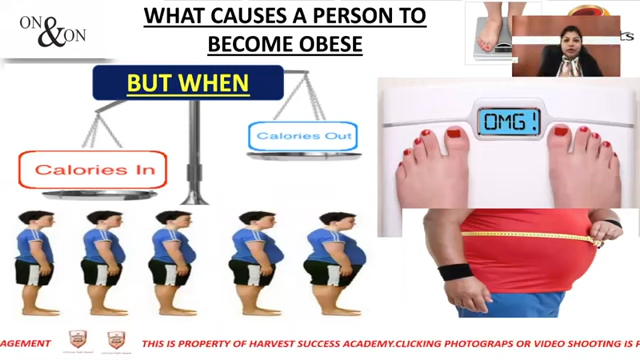 ON
&
ON
WHAT CAUSES A PERSON TO
BECOME OBESE
BUT WHEN
Calories Out
Calories In
OMG!
AGEMENT
THIS IS PROPERTY OF HARVEST SUCCESS ACADEMY.CLICKING PHOTOGRAPS OR VIDEO SHOOTING IS